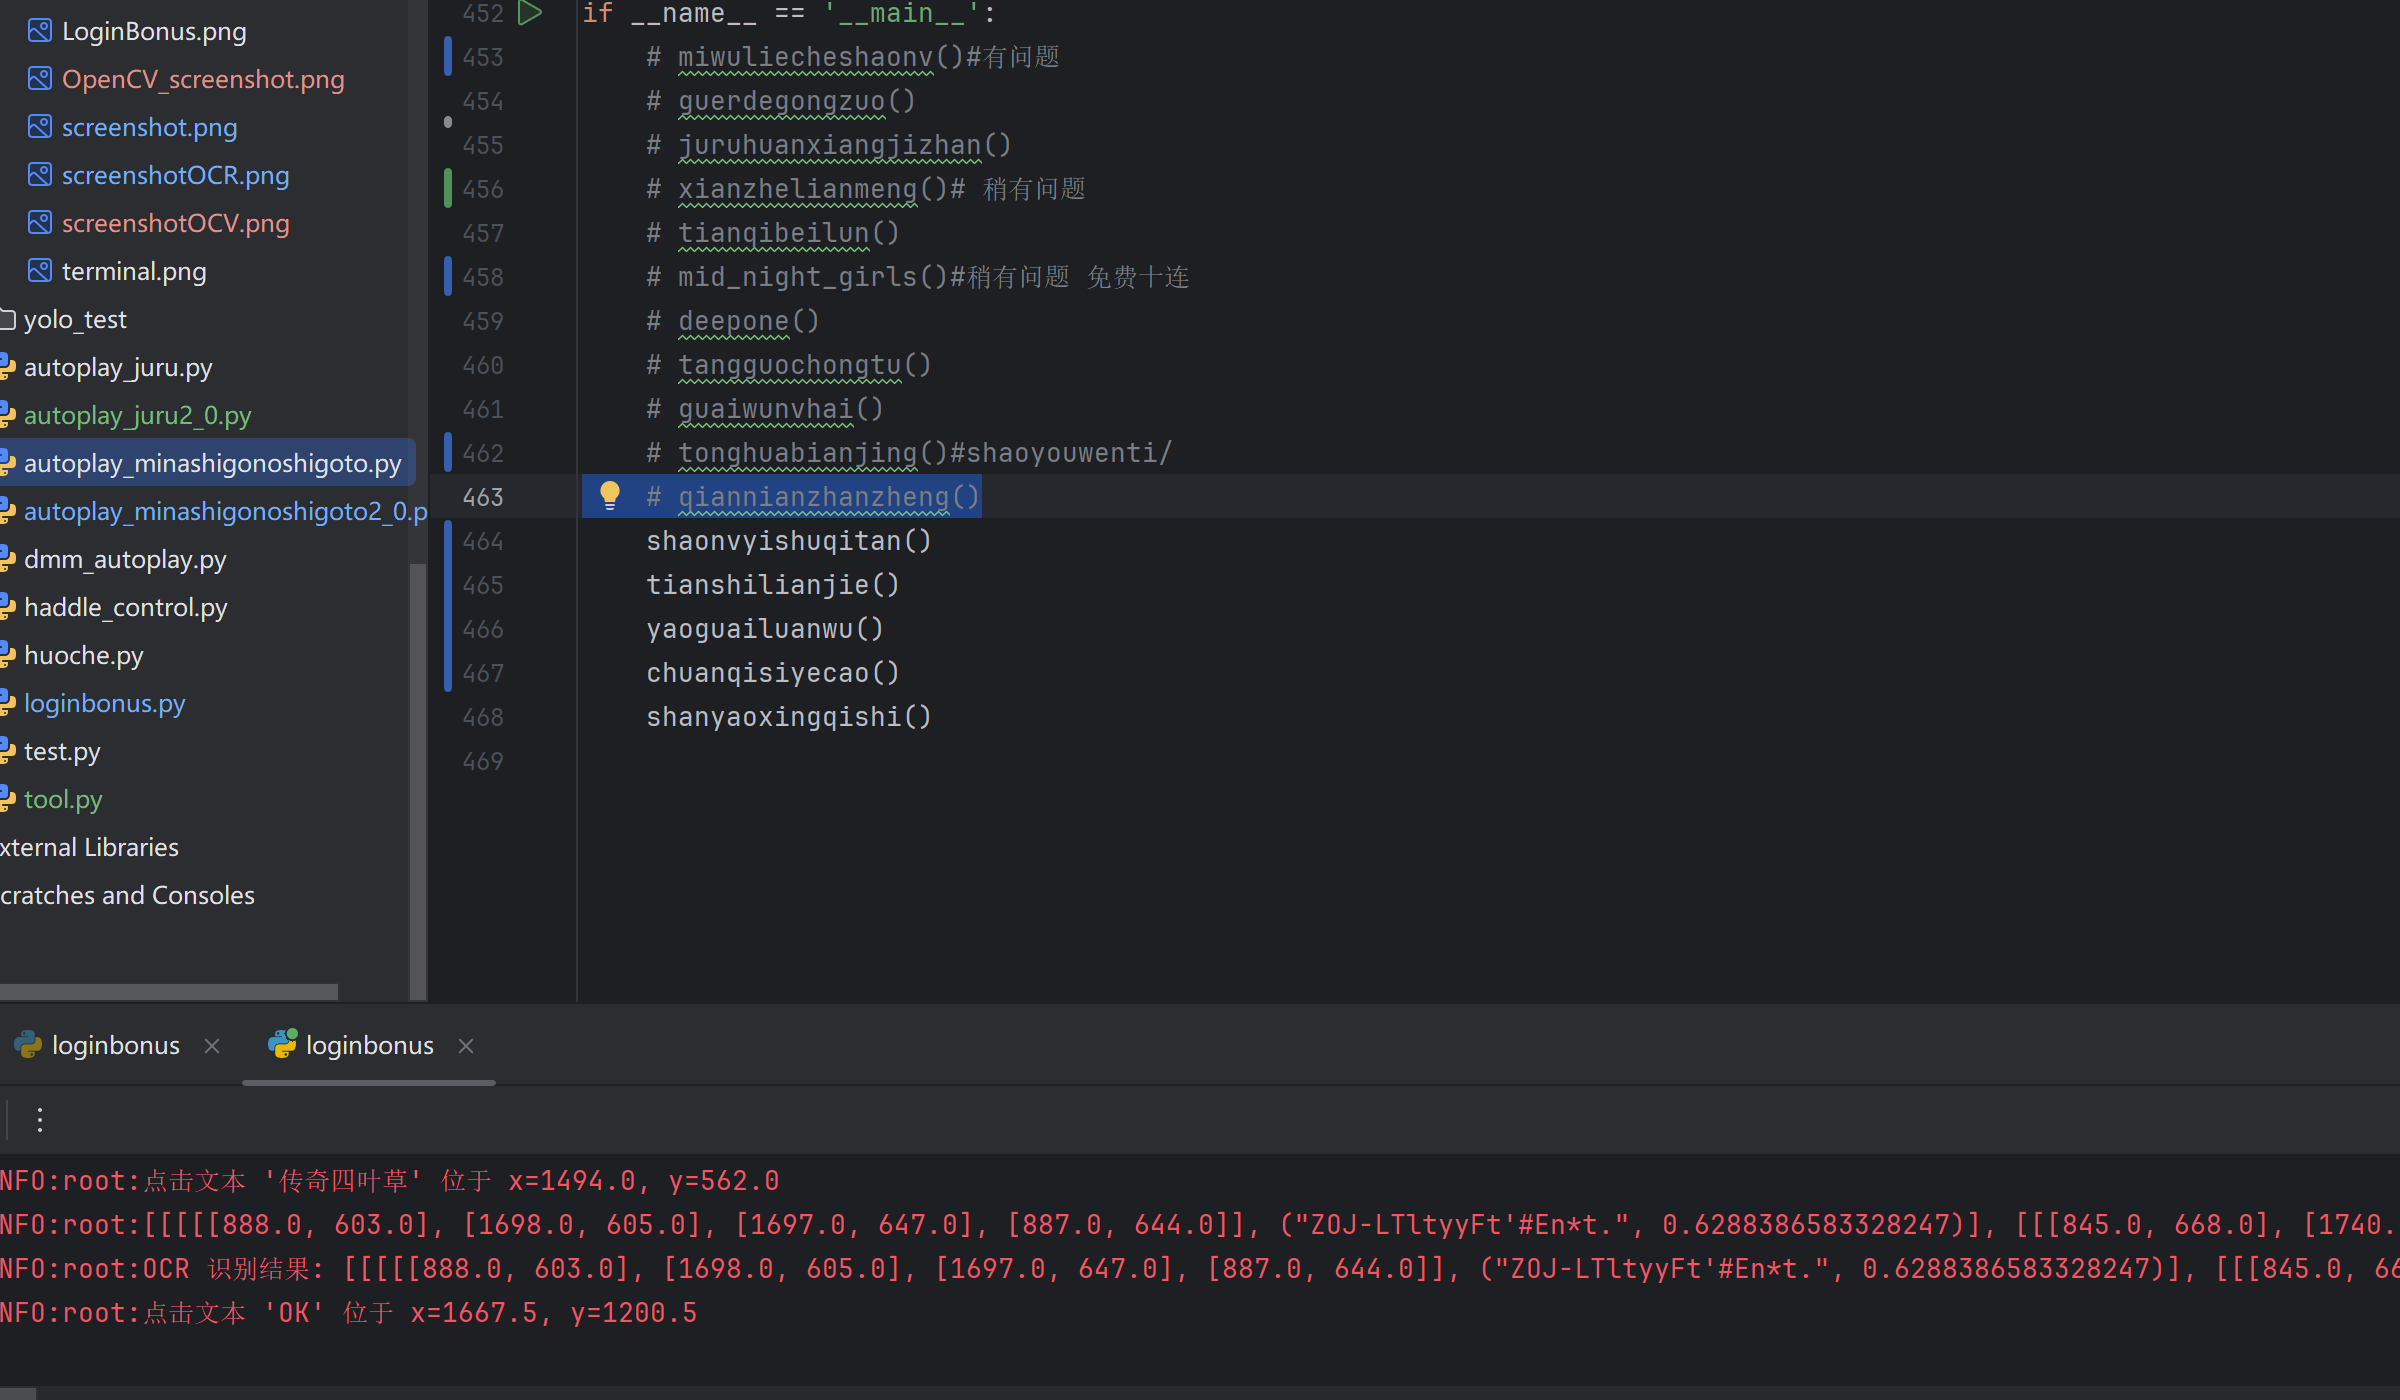 LoginBonus.png
OpenCV_screenshot.png
screenshot.png
screenshotOCR.png
screenshotOCV.png
terminal.png
yolo_test
autoplay_juru.py
autoplay_juru2_0.py
autoplay_minashigonoshigoto.py
autoplay_minashigonoshigoto2_0.p
dmm_autoplay.py
haddle_control.py
huoche.py
loginbonus.py
test.py
tool.py
xternal Libraries
cratches and Consoles
452 if __name__ == '__main__':
453 # miwuliecheshaonv()#有问题
454 # guerdegongzuo()
455 # juruhuanxiangjizhan()
456 # xianzhelianmeng()# 稍有问题
457 # tianqibeilun()
458 # mid_night_girls()#稍有问题 免费十连
459 # deepone()
460 # tangguochongtu()
461 # guaiwunvhai()
462 # tonghuabianjing()#shaoyouwenti/
463 # qiannianzhanzheng()
464 shaonvyishuqitan()
465 tianshilianjie()
466 yaoguailuanwu()
467 chuanqisiyecao()
468 shanyaoxingqishi()
469
loginbonus loginbonus
NFO:root:点击文本 '传奇四叶草' 位于 x=1494.0, y=562.0
NFO:root:[[[[[888.0, 603.0], [1698.0, 605.0], [1697.0, 647.0], [887.0, 644.0]], ("ZOJ-LTltyyFt'#En*t.", 0.6288386583328247)], [[[845.0, 668.0], [1740.
NFO:root:OCR 识别结果: [[[[[888.0, 603.0], [1698.0, 605.0], [1697.0, 647.0], [887.0, 644.0]], ("ZOJ-LTltyyFt'#En*t.", 0.6288386583328247)], [[[845.0, 66
NFO:root:点击文本 'OK' 位于 x=1667.5, y=1200.5